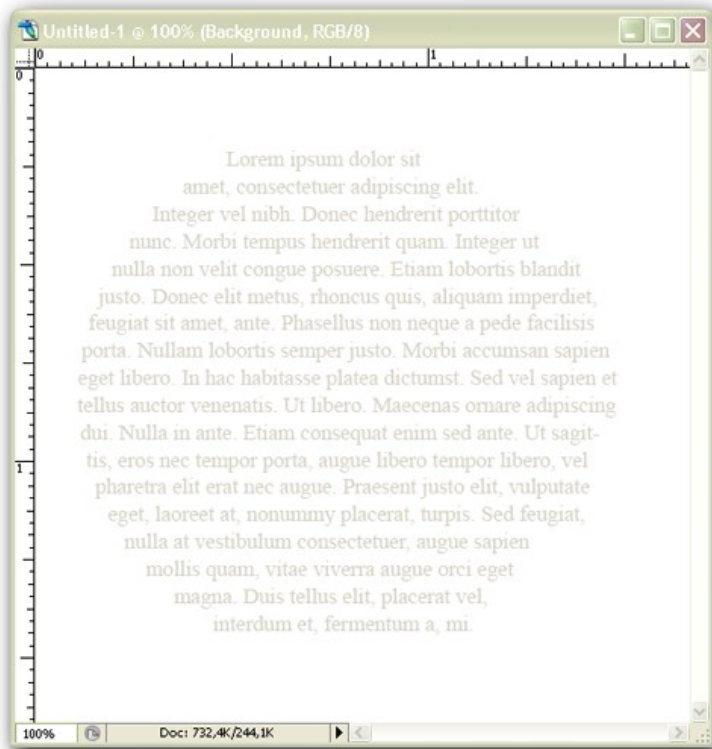 Untitled-1 @ 100% (Background, RGB/8)
0 1
0
Lorem ipsum dolor sit
amet, consectetuer adipiscing elit.
Integer vel nibh. Donec hendrerit porttitor
nunc. Morbi tempus hendrerit quam. Integer ut
nulla non velit congue posuere. Etiam lobortis blandit
justo. Donec elit metus, rhoncus quis, aliquam imperdiet,
feugiat sit amet, ante. Phasellus non neque a pede facilisis
porta. Nullam lobortis semper justo. Morbi accumsan sapien
eget libero. In hac habitasse platea dictumst. Sed vel sapien et
tellus auctor venenatis. Ut libero. Maecenas ornare adipiscing
dui. Nulla in ante. Etiam consequat enim sed ante. Ut sagit-
tis, eros nec tempor porta, augue libero tempor libero, vel
1
pharetra elit erat nec augue. Praesent justo elit, vulputate
eget, laoreet at, nonummy placerat, turpis. Sed feugiat,
nulla at vestibulum consectetuer, augue sapien
mollis quam, vitae viverra augue orci eget
magna. Duis tellus elit, placerat vel,
interdum et, fermentum a, mi.
100% Doc: 732,4K/244,1K